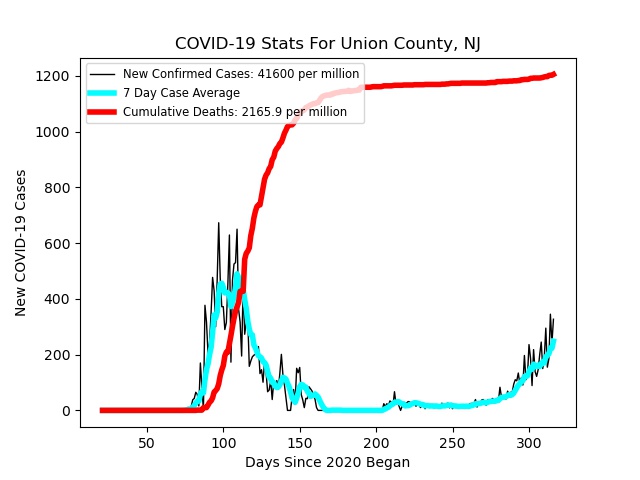 COVID-19 Stats For Union County, NJ
New Confirmed Cases: 41600 per million
7 Day Case Average
Cumulative Deaths: 2165.9 per million
New COVID-19 Cases
1200
1000
800
600
400
200
0
50 100 150 200 250 300
Days Since 2020 Began